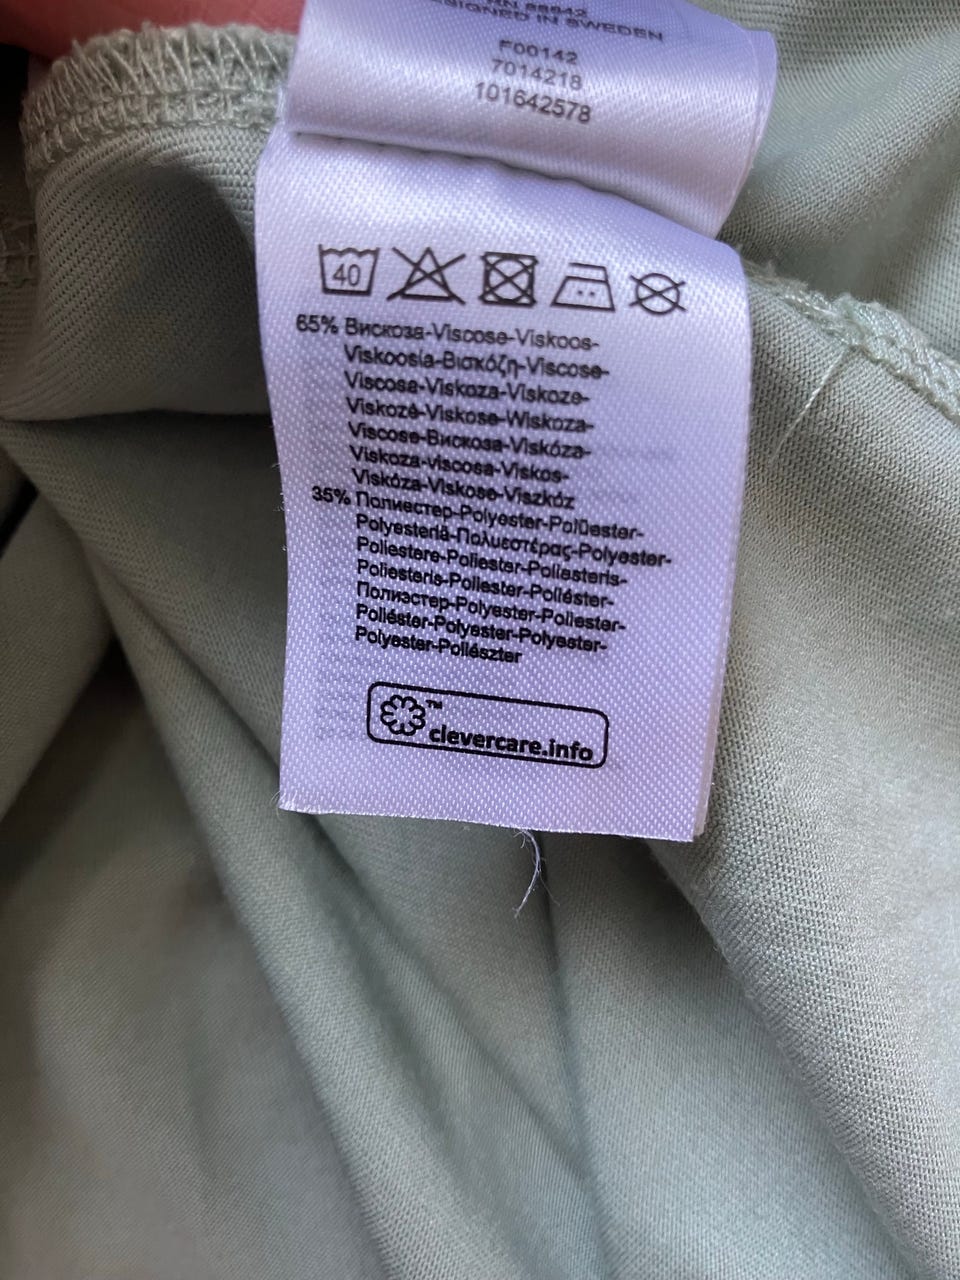 DESIGNED IN SWEDEN
F00142
7014218
101642578
40
65% Вискоза-Viscose-Viskoos-
Viskoosia-Βισκόζη-Viscose-
Viscosa-Viskoza-Viskoze-
Viskozė-Viskose-Wiskoza-
Viscose-Вискоза-Viskóza-
Viskoza-viscosa-Viskos-
Viskóza-Viskose-Viszkóz
35% Полиестер-Polyester-Polüester-
Polyesteriä-Πολυεστέρας-Polyester-
Poliestere-Poliester-Poliesteris-
Poliesteris-Poliester-Poliéster-
Полиэстер-Polyester-Poliester-
Poliéster-Polyester-Polyester-
Polyester-Poliészter
™
clevercare.info